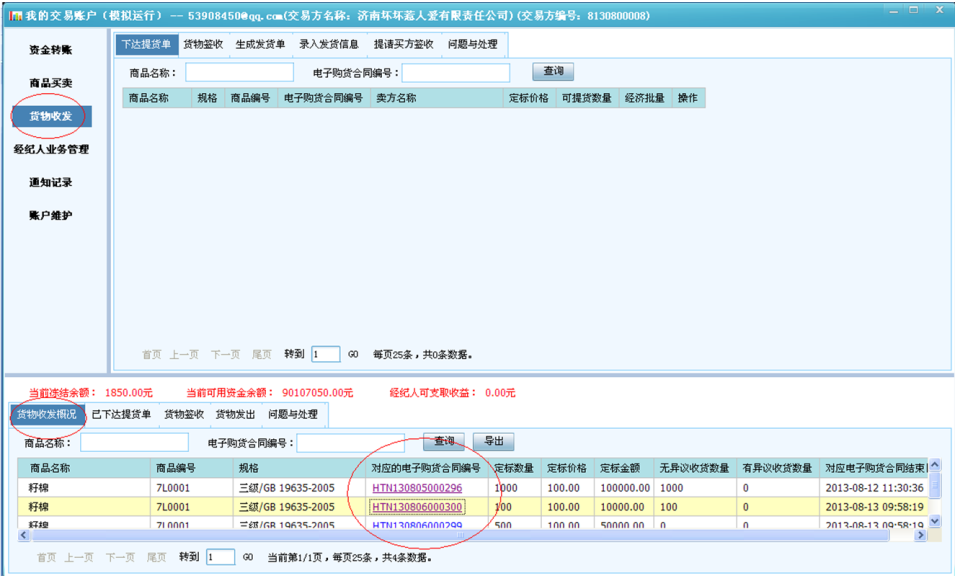 我的交易账户（模拟运行） -- 53908450@qq.com(交易方名称：济南坏坏惹人爱有限责任公司)(交易方编号：8130800008)
资金转账
商品买卖
货物收发
经纪人业务管理
通知记录
账户维护
下达提货单 货物签收 生成发货单 录入发货信息 提请买方签收 问题与处理
商品名称： 电子购货合同编号： 查询
商品名称 规格 商品编号 电子购货合同编号 卖方名称 定标价格 可提货数量 经济批量 操作
首页 上一页 下一页 尾页 转到 1 GO 每页25条，共0条数据。
当前冻结余额： 1850.00元 当前可用资金余额： 90107050.00元 经纪人可支取收益： 0.00元
货物收发概况 已下达提货单 货物签收 货物发出 问题与处理
商品名称： 电子购货合同编号： 查询 导出
商品名称 商品编号 规格 对应的电子购货合同编号 定标数量 定标价格 定标金额 无异议收货数量 有异议收货数量 对应电子购货合同结束
籽棉 7L0001 三级/GB 19635-2005 HTN130805000296 1000 100.00 100000.00 1000 0 2013-08-12 11:30:36
籽棉 7L0001 三级/GB 19635-2005 HTN130806000300 100 100.00 10000.00 100 0 2013-08-13 09:58:19
籽棉 7L0001 三级/GB 19635-2005 HTN130806000299 500 100.00 50000.00 0 0 2013-08-13 09:58:19
首页 上一页 下一页 尾页 转到 1 GO 当前第1/1页，每页25条，共4条数据。